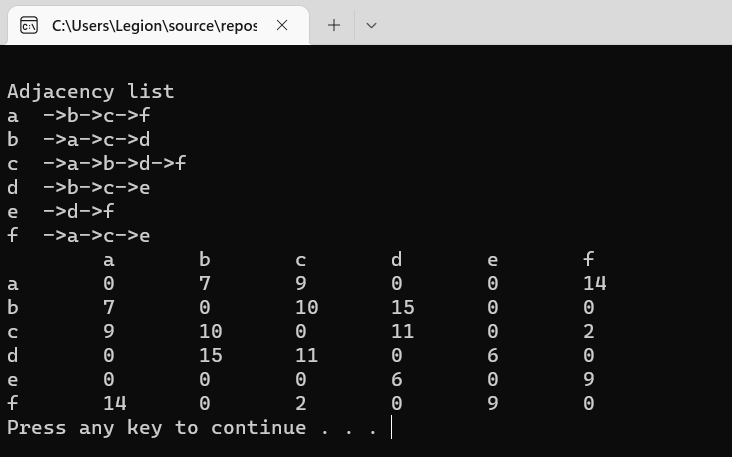 C:\Users\Legion\source\repos
Adjacency list
a  ->b->c->f
b  ->a->c->d
c  ->a->b->d->f
d  ->b->c->e
e  ->d->f
f  ->a->c->e
        a       b       c       d       e       f
a       0       7       9       0       0       14
b       7       0       10      15      0       0
c       9       10      0       11      0       2
d       0       15      11      0       6       0
e       0       0       0       6       0       9
f       14      0       2       0       9       0
Press any key to continue . . .